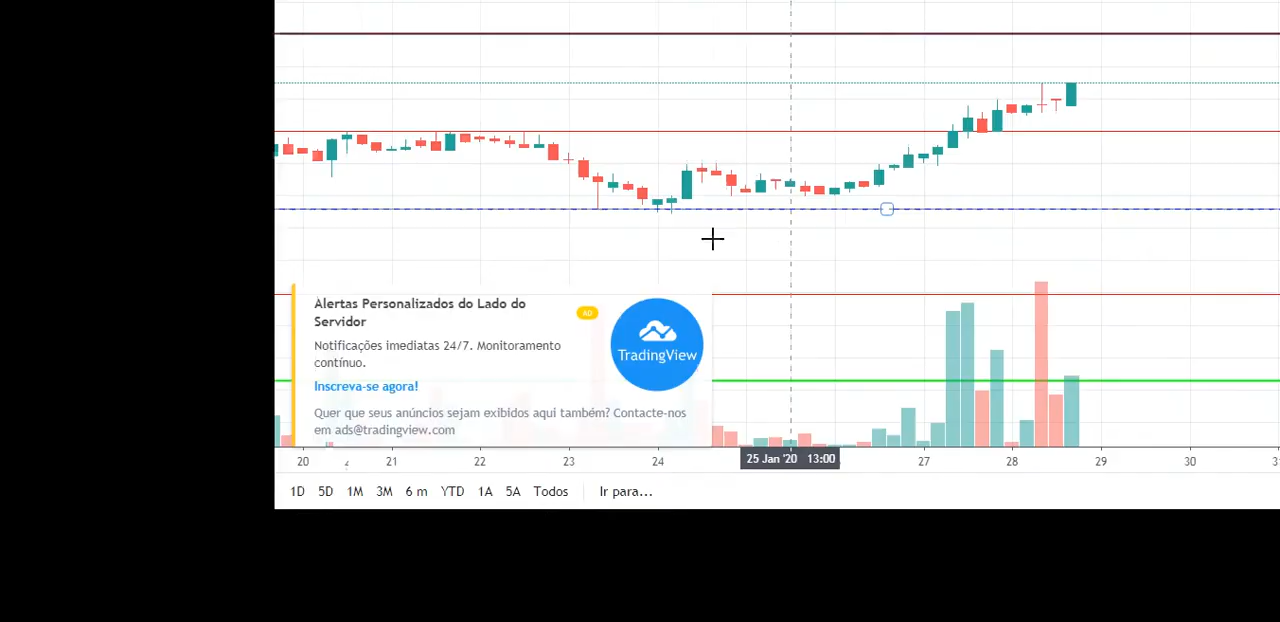 Alertas Personalizados do Lado do
Servidor
AD
Notificações imediatas 24/7. Monitoramento
contínuo.
Inscreva-se agora!
Quer que seus anúncios sejam exibidos aqui também? Contacte-nos
em ads@tradingview.com
TradingView
20 21 22 23 24 25 Jan '20 13:00 27 28 29 30
1D 5D 1M 3M 6 m YTD 1A 5A Todos Ir para...